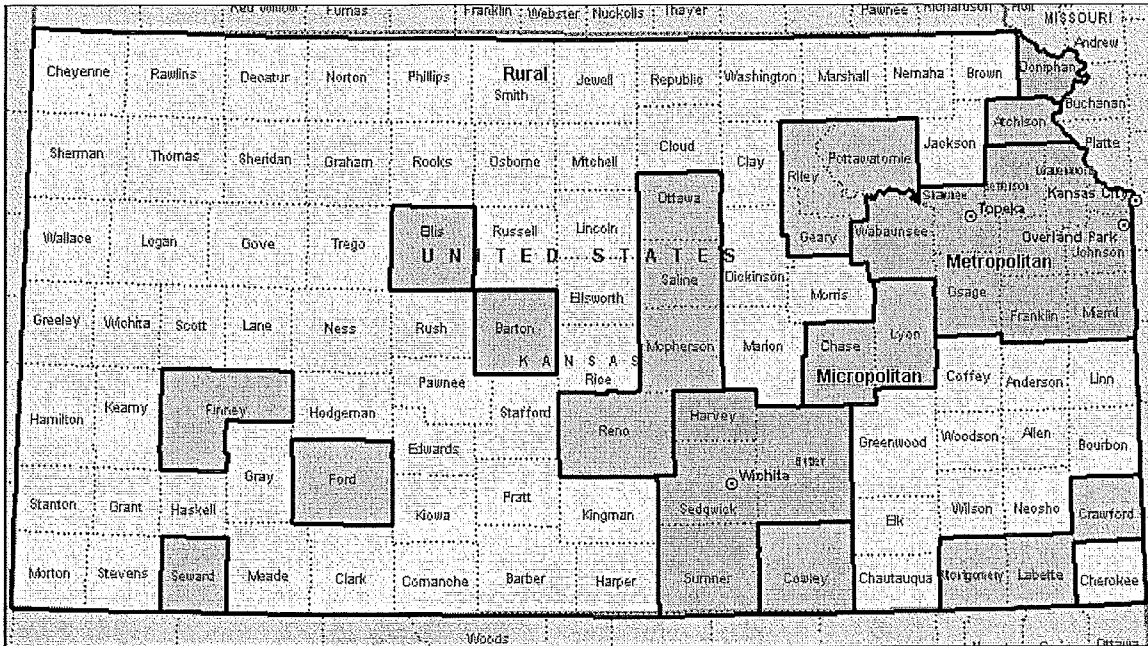 Red Willow Furnas Franklin Webster Nuckolls Thayer Pawnee Richardson Holt MISSOURI
Andrew
Cheyenne Rawlins Decatur Norton Phillips Rural Jewell Republic Washington Marshall Nemaha Brown Doniphan
Smith
Buchanan
Atchison
Sherman Thomas Sheridan Graham Rooks Osborne Mitchell Cloud Clay Riley Pottawatomie Jackson Platte
Kansas City
Ottawa Shawnee Topeka
Wallace Logan Gove Trego Ellis Russell Lincoln Geary Wabaunsee Overland Park
UNITED STATES Johnson
Saline Dickinson Metropolitan
Ellsworth Morris Osage
Greeley Wichita Scott Lane Ness Rush Barton Mcpherson Marion Chase Lyon Franklin Miami
KANSAS
Pawnee Rice Micropolitan Coffey Anderson Linn
Hamilton Kearny Finney Hodgeman Stafford Reno Harvey
Edwards Greenwood Woodson Allen Bourbon
Gray Ford Wichita
Stanton Grant Haskell Kiowa Pratt Kingman Sedgwick Elk Wilson Neosho Crawford
Morton Stevens Seward Meade Clark Comanche Barber Harper Sumner Cowley Chautauqua Montgomery Labette Cherokee
Woods Ottawa